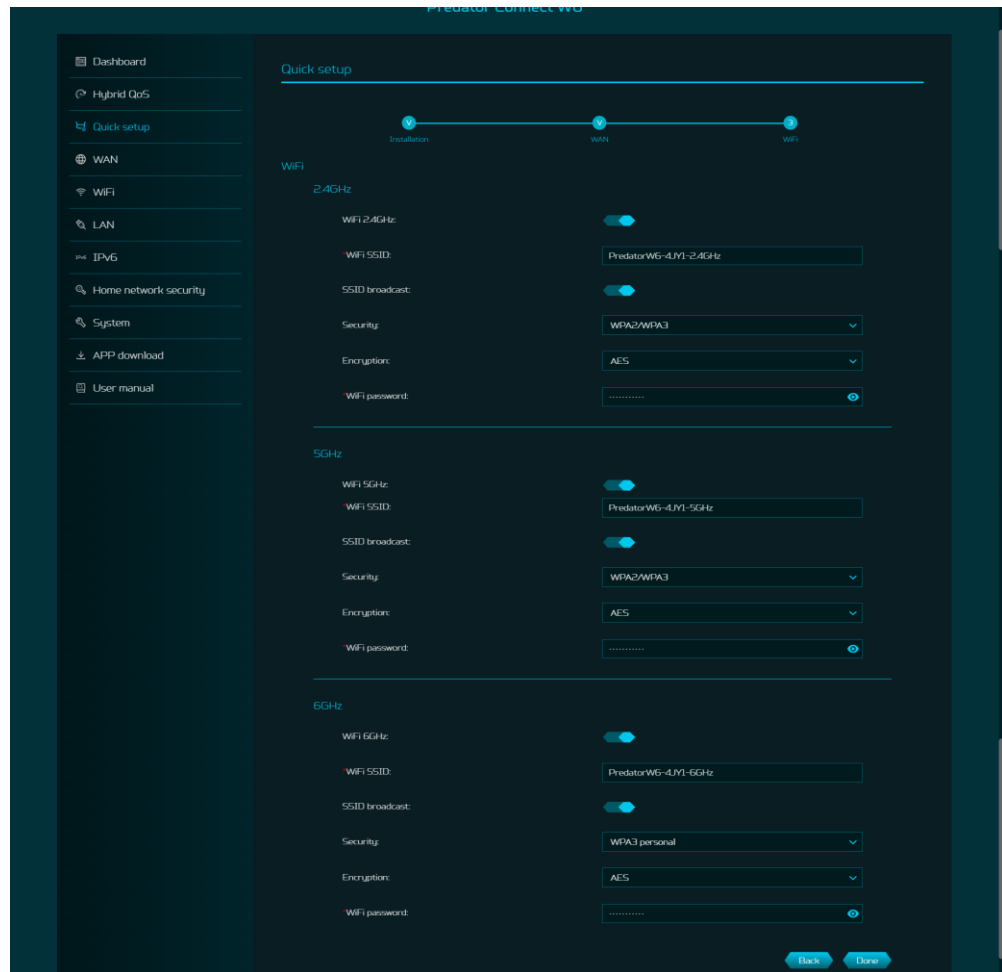 Predator Connect W6
Dashboard
Hybrid QoS
Quick setup
WAN
WiFi
LAN
IPv6 IPv6
Home network security
System
APP download
User manual
Quick setup
V V 3
Installation WAN WiFi
WiFi
2.4GHz
WiFi 2.4GHz:
*WiFi SSID: PredatorW6-4JY1-2.4GHz
SSID broadcast:
Security: WPA2/WPA3
Encryption: AES
*WiFi password: ...........
5GHz
WiFi 5GHz:
*WiFi SSID: PredatorW6-4JY1-5GHz
SSID broadcast:
Security: WPA2/WPA3
Encryption: AES
*WiFi password: ...........
6GHz
WiFi 6GHz:
*WiFi SSID: PredatorW6-4JY1-6GHz
SSID broadcast:
Security: WPA3 personal
Encryption: AES
*WiFi password: ...........
Back Done